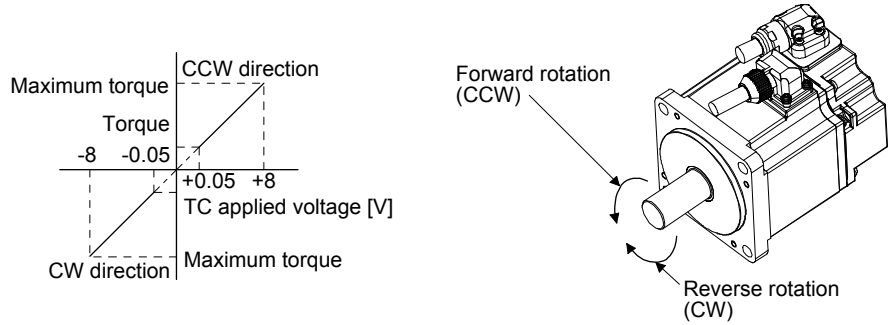 CCW direction
Maximum torque
Torque
-8
-0.05
+0.05
+8
TC applied voltage [V]
CW direction
Maximum torque
Forward rotation
(CCW)
Reverse rotation
(CW)